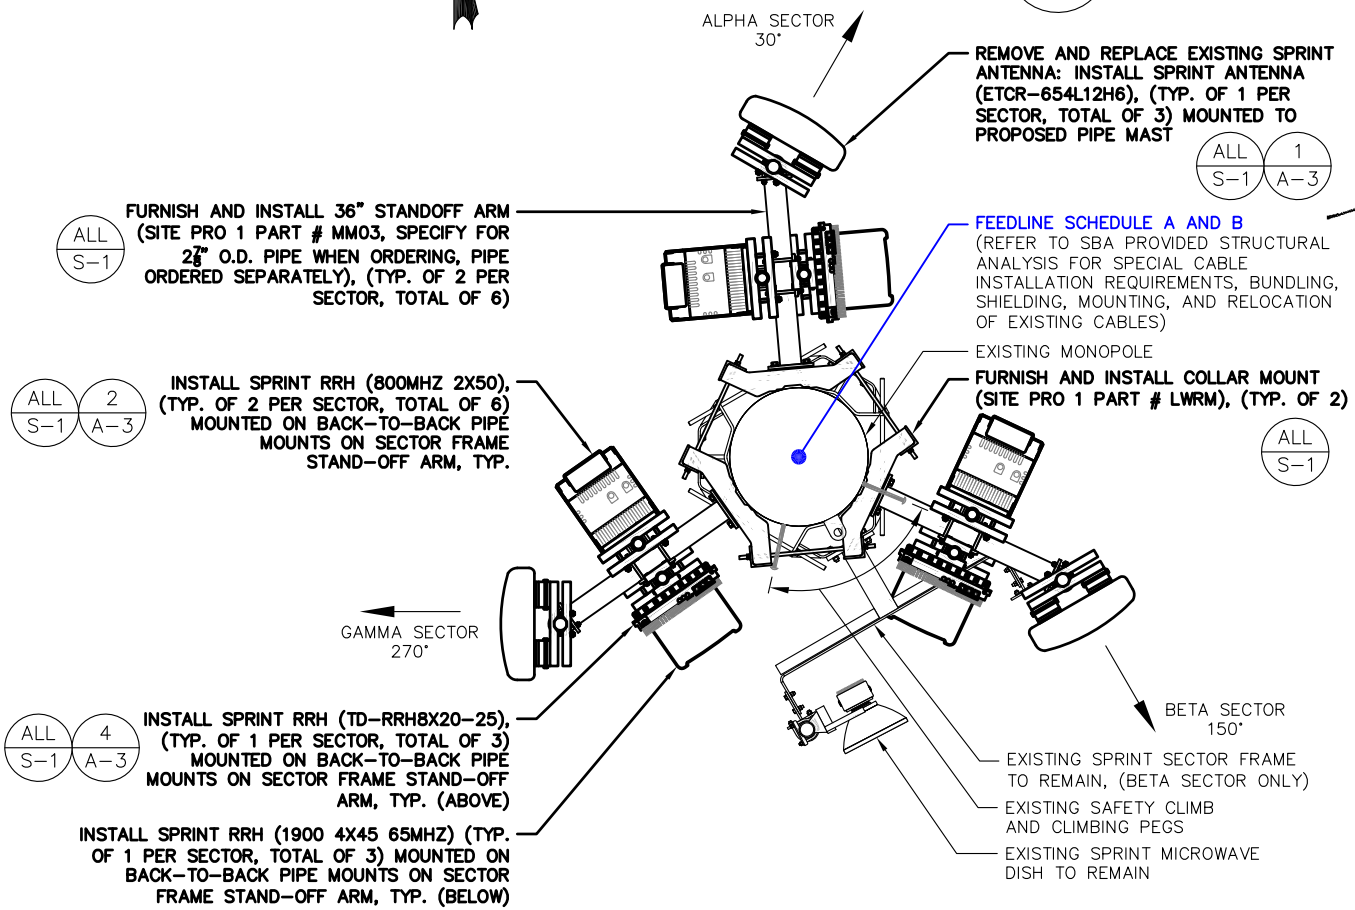 ALPHA SECTOR
30°
REMOVE AND REPLACE EXISTING SPRINT
ANTENNA: INSTALL SPRINT ANTENNA
(ETCR-654L12H6), (TYP. OF 1 PER
SECTOR, TOTAL OF 3) MOUNTED TO
PROPOSED PIPE MAST
ALL
S-1
1
A-3
FURNISH AND INSTALL 36" STANDOFF ARM
(SITE PRO 1 PART # MM03, SPECIFY FOR
2⅞" O.D. PIPE WHEN ORDERING, PIPE
ORDERED SEPARATELY), (TYP. OF 2 PER
SECTOR, TOTAL OF 6)
ALL
S-1
FEEDLINE SCHEDULE A AND B
(REFER TO SBA PROVIDED STRUCTURAL
ANALYSIS FOR SPECIAL CABLE
INSTALLATION REQUIREMENTS, BUNDLING,
SHIELDING, MOUNTING, AND RELOCATION
OF EXISTING CABLES)
EXISTING MONOPOLE
FURNISH AND INSTALL COLLAR MOUNT
(SITE PRO 1 PART # LWRM), (TYP. OF 2)
ALL
S-1
INSTALL SPRINT RRH (800MHZ 2X50),
(TYP. OF 2 PER SECTOR, TOTAL OF 6)
MOUNTED ON BACK-TO-BACK PIPE
MOUNTS ON SECTOR FRAME
STAND-OFF ARM, TYP.
ALL
S-1
2
A-3
GAMMA SECTOR
270°
BETA SECTOR
150°
INSTALL SPRINT RRH (TD-RRH8X20-25),
(TYP. OF 1 PER SECTOR, TOTAL OF 3)
MOUNTED ON BACK-TO-BACK PIPE
MOUNTS ON SECTOR FRAME STAND-OFF
ARM, TYP. (ABOVE)
ALL
S-1
4
A-3
INSTALL SPRINT RRH (1900 4X45 65MHZ) (TYP.
OF 1 PER SECTOR, TOTAL OF 3) MOUNTED ON
BACK-TO-BACK PIPE MOUNTS ON SECTOR
FRAME STAND-OFF ARM, TYP. (BELOW)
EXISTING SPRINT SECTOR FRAME
TO REMAIN, (BETA SECTOR ONLY)
EXISTING SAFETY CLIMB
AND CLIMBING PEGS
EXISTING SPRINT MICROWAVE
DISH TO REMAIN